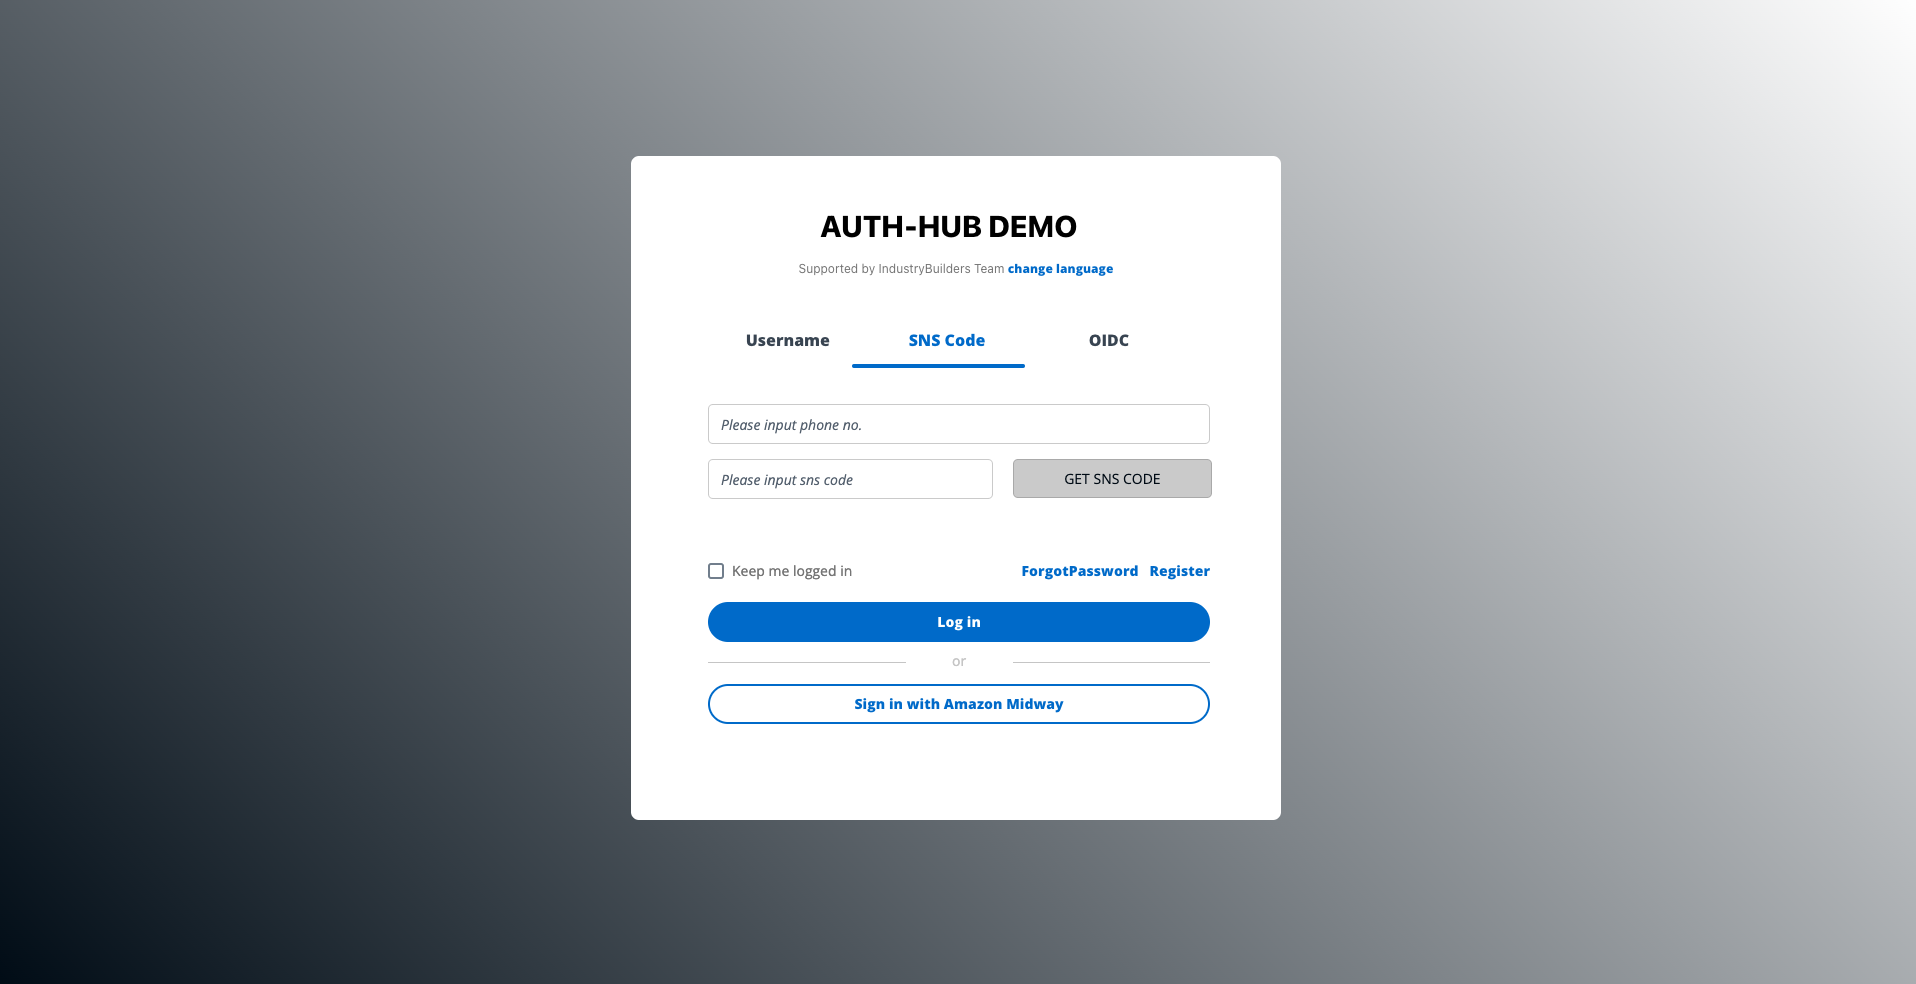 AUTH-HUB DEMO
Supported by IndustryBuilders Team change language
Username SNS Code OIDC
Please input phone no.
Please input sns code GET SNS CODE
Keep me logged in ForgotPassword Register
Log in
or
Sign in with Amazon Midway